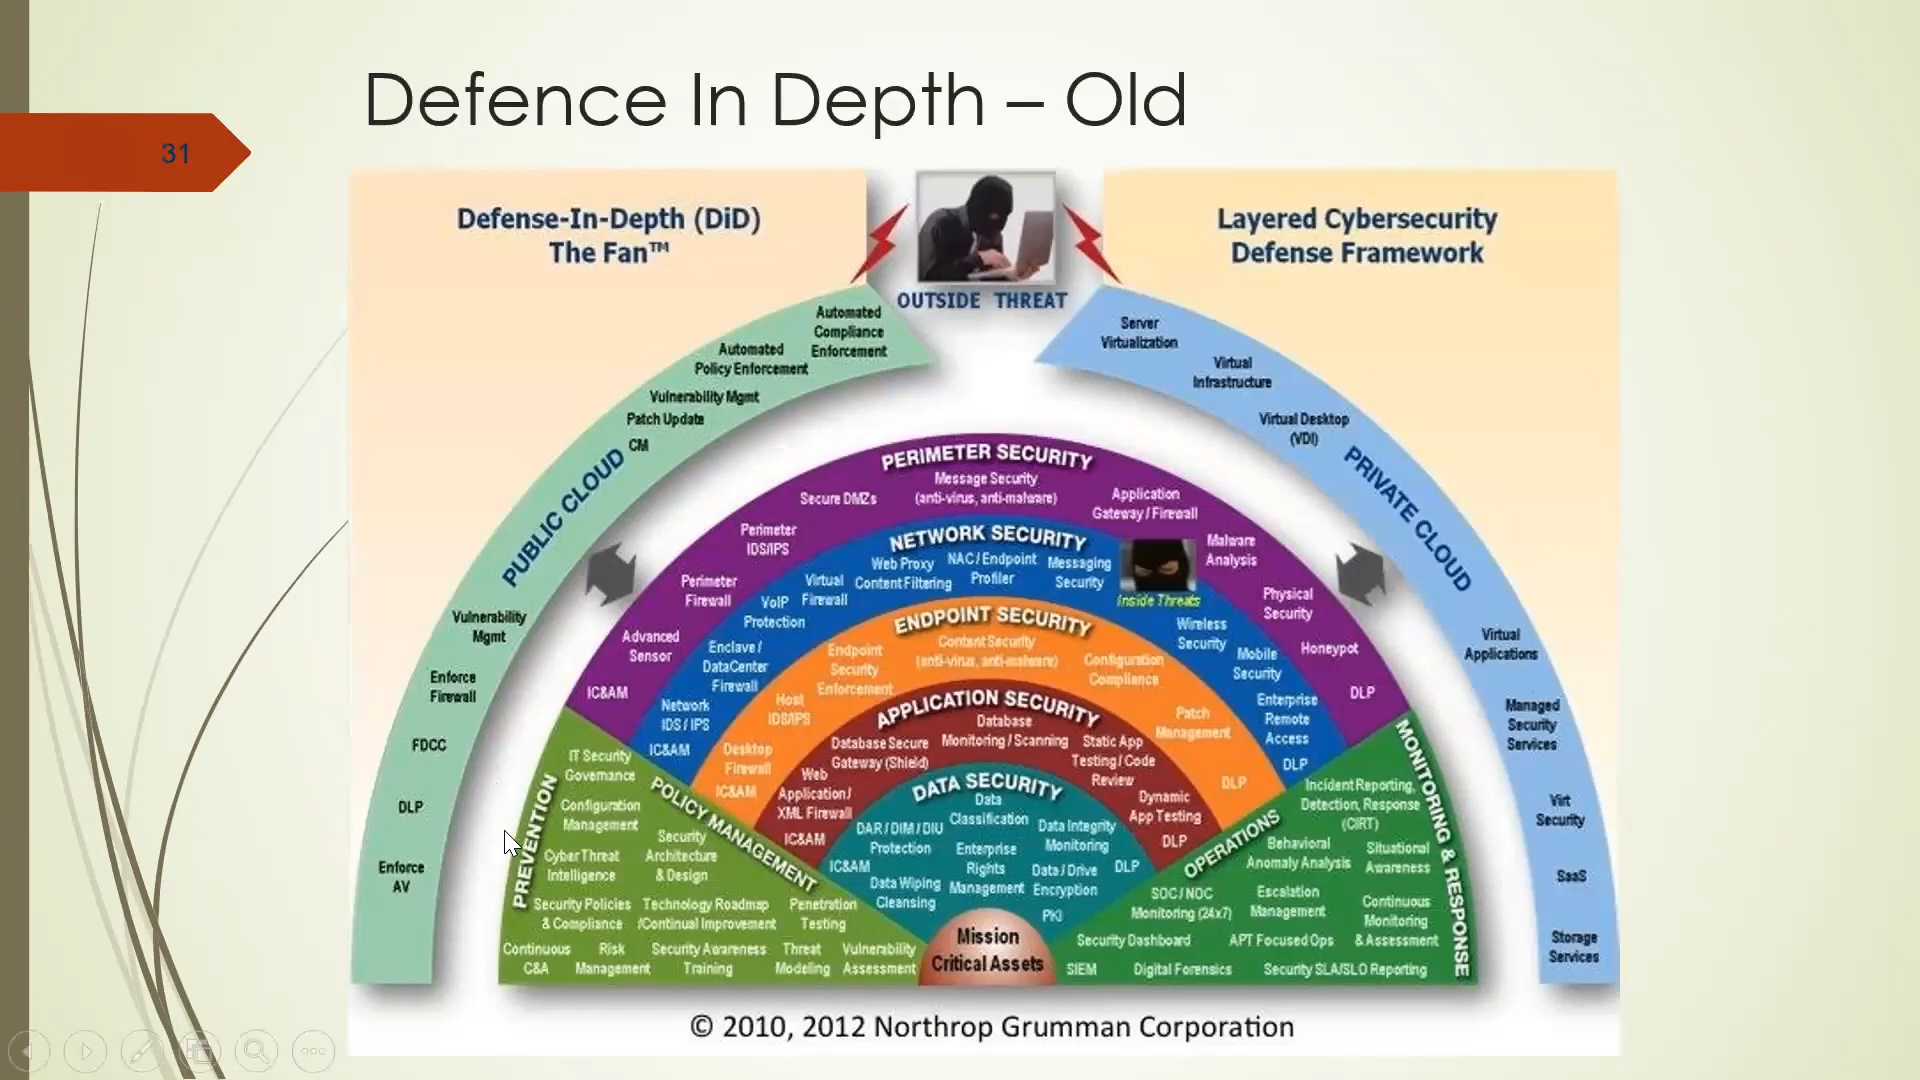 Defence In Depth – Old
31
Defense-In-Depth (DiD)
The Fan™
OUTSIDE THREAT
Layered Cybersecurity
Defense Framework
Automated
Compliance
Enforcement
Automated
Policy Enforcement
Vulnerability Mgmt
Patch Update
CM
PUBLIC CLOUD
Vulnerability
Mgmt
Enforce
Firewall
FDCC
DLP
Enforce
AV
Server
Virtualization
Virtual
Infrastructure
Virtual Desktop
(VDI)
PRIVATE CLOUD
Virtual
Applications
Managed
Security
Services
Virt
Security
SaaS
Storage
Services
PERIMETER SECURITY
Message Security
(anti-virus, anti-malware)
Secure DMZs
Application
Gateway / Firewall
Perimeter
IDS/IPS
Malware
Analysis
Perimeter
Firewall
Physical
Security
Advanced
Sensor
Honeypot
IC&AM
DLP
NETWORK SECURITY
Web Proxy
Content Filtering
NAC / Endpoint
Profiler
Messaging
Security
Inside Threats
Virtual
Firewall
VoIP
Protection
Wireless
Security
Enclave /
DataCenter
Firewall
Mobile
Security
Network
IDS / IPS
Enterprise
Remote
Access
IC&AM
DLP
ENDPOINT SECURITY
Content Security
(anti-virus, anti-malware)
Endpoint
Security
Enforcement
Configuration
Compliance
Host
IDS/IPS
Patch
Management
Desktop
Firewall
IC&AM
DLP
APPLICATION SECURITY
Database
Monitoring / Scanning
Database Secure
Gateway (Shield)
Static App
Testing / Code
Review
Web
Application /
XML Firewall
Dynamic
App Testing
IC&AM
DLP
DATA SECURITY
Data
Classification
DAR / DIM / DIU
Protection
Data Integrity
Monitoring
Enterprise
Rights
Management
IC&AM
DLP
Data Wiping
Cleansing
Data / Drive
Encryption
PKI
Mission
Critical Assets
PREVENTION
POLICY MANAGEMENT
IT Security
Governance
Configuration
Management
Security
Architecture
& Design
Cyber Threat
Intelligence
Security Policies
& Compliance
Technology Roadmap
/Continual Improvement
Penetration
Testing
Continuous
C&A
Risk
Management
Security Awareness
Training
Threat
Modeling
Vulnerability
Assessment
OPERATIONS
MONITORING & RESPONSE
Incident Reporting,
Detection, Response
(CIRT)
Behavioral
Anomaly Analysis
Situational
Awareness
SOC / NOC
Monitoring (24x7)
Escalation
Management
Continuous
Monitoring
& Assessment
Security Dashboard
APT Focused Ops
SIEM
Digital Forensics
Security SLA/SLO Reporting
© 2010, 2012 Northrop Grumman Corporation